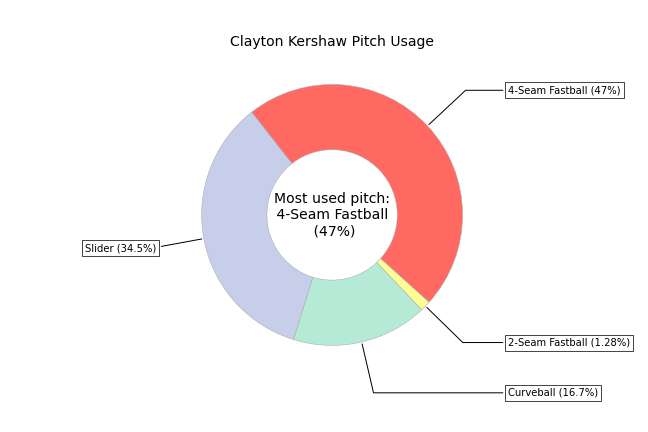 Clayton Kershaw Pitch Usage
4-Seam Fastball (47%)
Most used pitch:
4-Seam Fastball
(47%)
Slider (34.5%)
2-Seam Fastball (1.28%)
Curveball (16.7%)